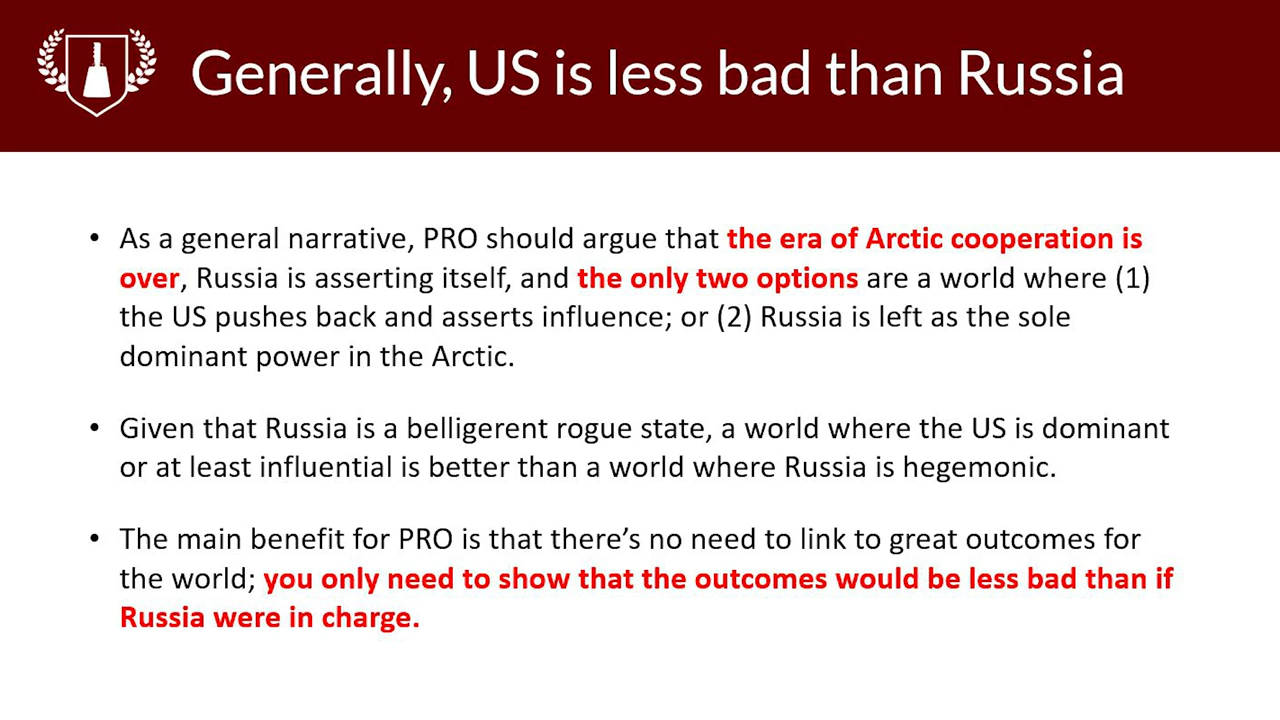 Generally, US is less bad than Russia
• As a general narrative, PRO should argue that the era of Arctic cooperation is
over, Russia is asserting itself, and the only two options are a world where (1)
the US pushes back and asserts influence; or (2) Russia is left as the sole
dominant power in the Arctic.
• Given that Russia is a belligerent rogue state, a world where the US is dominant
or at least influential is better than a world where Russia is hegemonic.
• The main benefit for PRO is that there’s no need to link to great outcomes for
the world; you only need to show that the outcomes would be less bad than if
Russia were in charge.